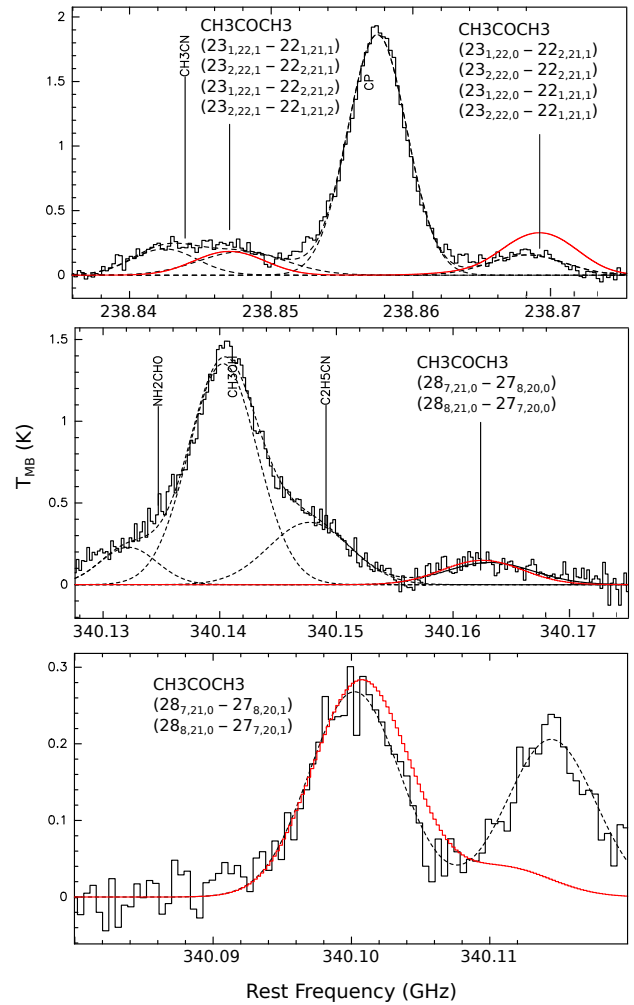 CH3COCH3
(23₁,₂₂,₁ – 22₁,₂₁,₁)
(23₂,₂₂,₁ – 22₂,₂₁,₁)
(23₁,₂₂,₁ – 22₁,₂₁,₂)
(23₂,₂₂,₁ – 22₁,₂₁,₂)
CH3COCH3
(23₁,₂₂,₀ – 22₂,₂₁,₁)
(23₂,₂₂,₀ – 22₂,₂₁,₁)
(23₁,₂₂,₀ – 22₁,₂₁,₁)
(23₂,₂₂,₀ – 22₁,₂₁,₁)
CH3CN
CP
2
1.5
1
0.5
0
238.84
238.85
238.86
238.87
NH2CHO
CH3OH
C2H5CN
CH3COCH3
(28₇,₂₁,₀ – 27₈,₂₀,₀)
(28₈,₂₁,₀ – 27₇,₂₀,₀)
1.5
1
0.5
0
T_MB (K)
340.13
340.14
340.15
340.16
340.17
CH3COCH3
(28₇,₂₁,₀ – 27₈,₂₀,₁)
(28₈,₂₁,₀ – 27₇,₂₀,₁)
0.3
0.2
0.1
0
340.09
340.10
340.11
Rest Frequency (GHz)